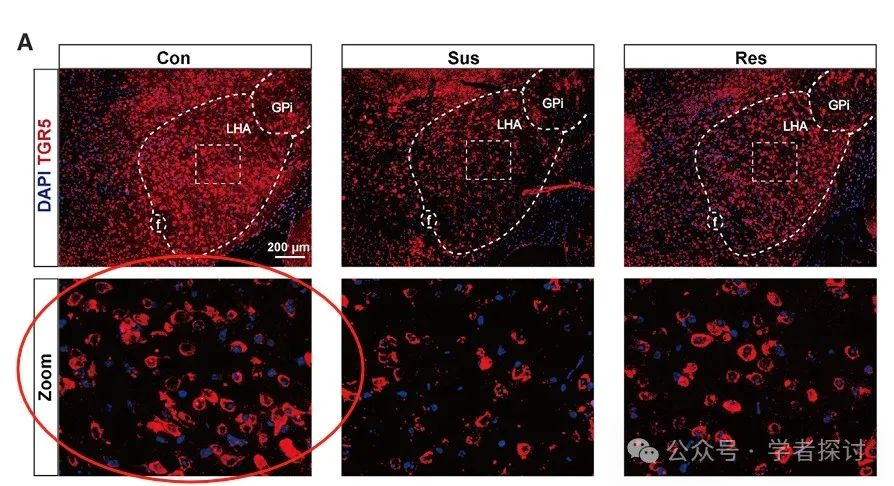 A
Con
Sus
Res
DAPI TGR5
GPi
LHA
f
200 μm
GPi
LHA
f
GPi
LHA
f
Zoom
公众号 · 学者探讨